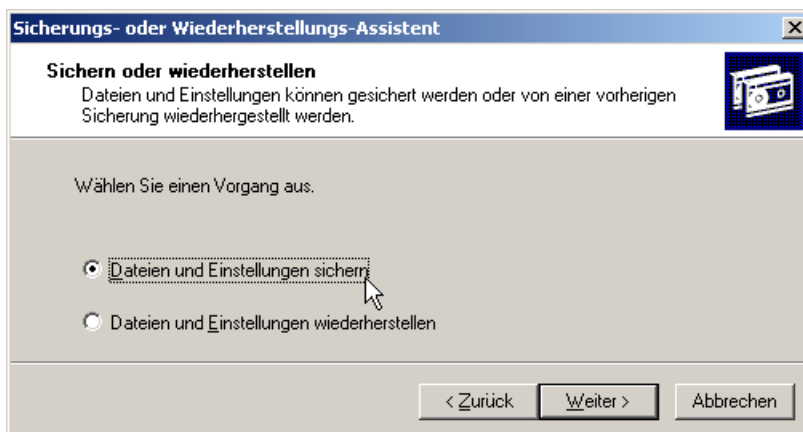 Sicherungs- oder Wiederherstellungs-Assistent
Sichern oder wiederherstellen
Dateien und Einstellungen können gesichert werden oder von einer vorherigen
Sicherung wiederhergestellt werden.
Wählen Sie einen Vorgang aus.
Dateien und Einstellungen sichern
Dateien und Einstellungen wiederherstellen
< Zurück Weiter > Abbrechen